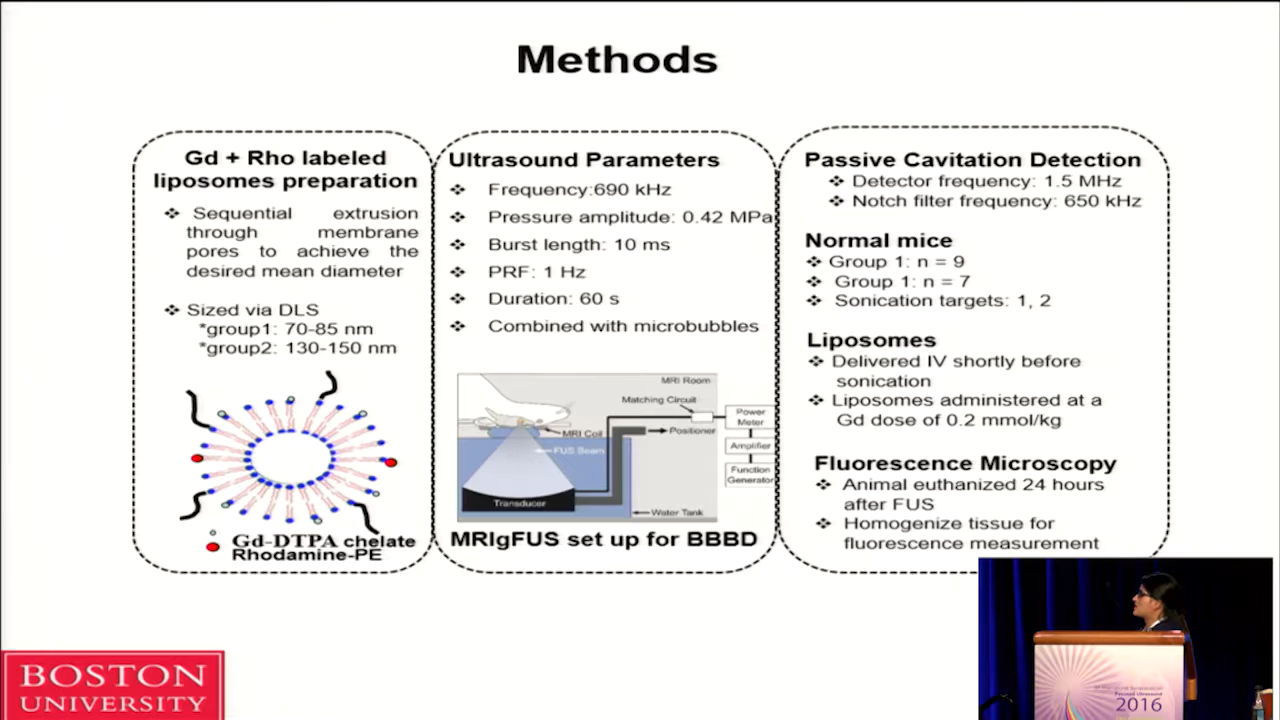 Methods
Gd + Rho labeled
liposomes preparation
❖ Sequential extrusion
through membrane
pores to achieve the
desired mean diameter
❖ Sized via DLS
*group1: 70-85 nm
*group2: 130-150 nm
Gd-DTPA chelate
Rhodamine-PE
Ultrasound Parameters
❖ Frequency:690 kHz
❖ Pressure amplitude: 0.42 MPa
❖ Burst length: 10 ms
❖ PRF: 1 Hz
❖ Duration: 60 s
❖ Combined with microbubbles
MRI Room
Matching Circuit
Power
Meter
Positioner
MRI Coil
Amplifier
FUS Beam
Function
Generator
Transducer
Water Tank
MRIgFUS set up for BBBD
Passive Cavitation Detection
❖ Detector frequency: 1.5 MHz
❖ Notch filter frequency: 650 kHz
Normal mice
❖ Group 1: n = 9
❖ Group 1: n = 7
❖ Sonication targets: 1, 2
Liposomes
❖ Delivered IV shortly before
sonication
❖ Liposomes administered at a
Gd dose of 0.2 mmol/kg
Fluorescence Microscopy
❖ Animal euthanized 24 hours
after FUS
❖ Homogenize tissue for
fluorescence measurement
BOSTON
UNIVERSITY
Focused Ultrasound
2016